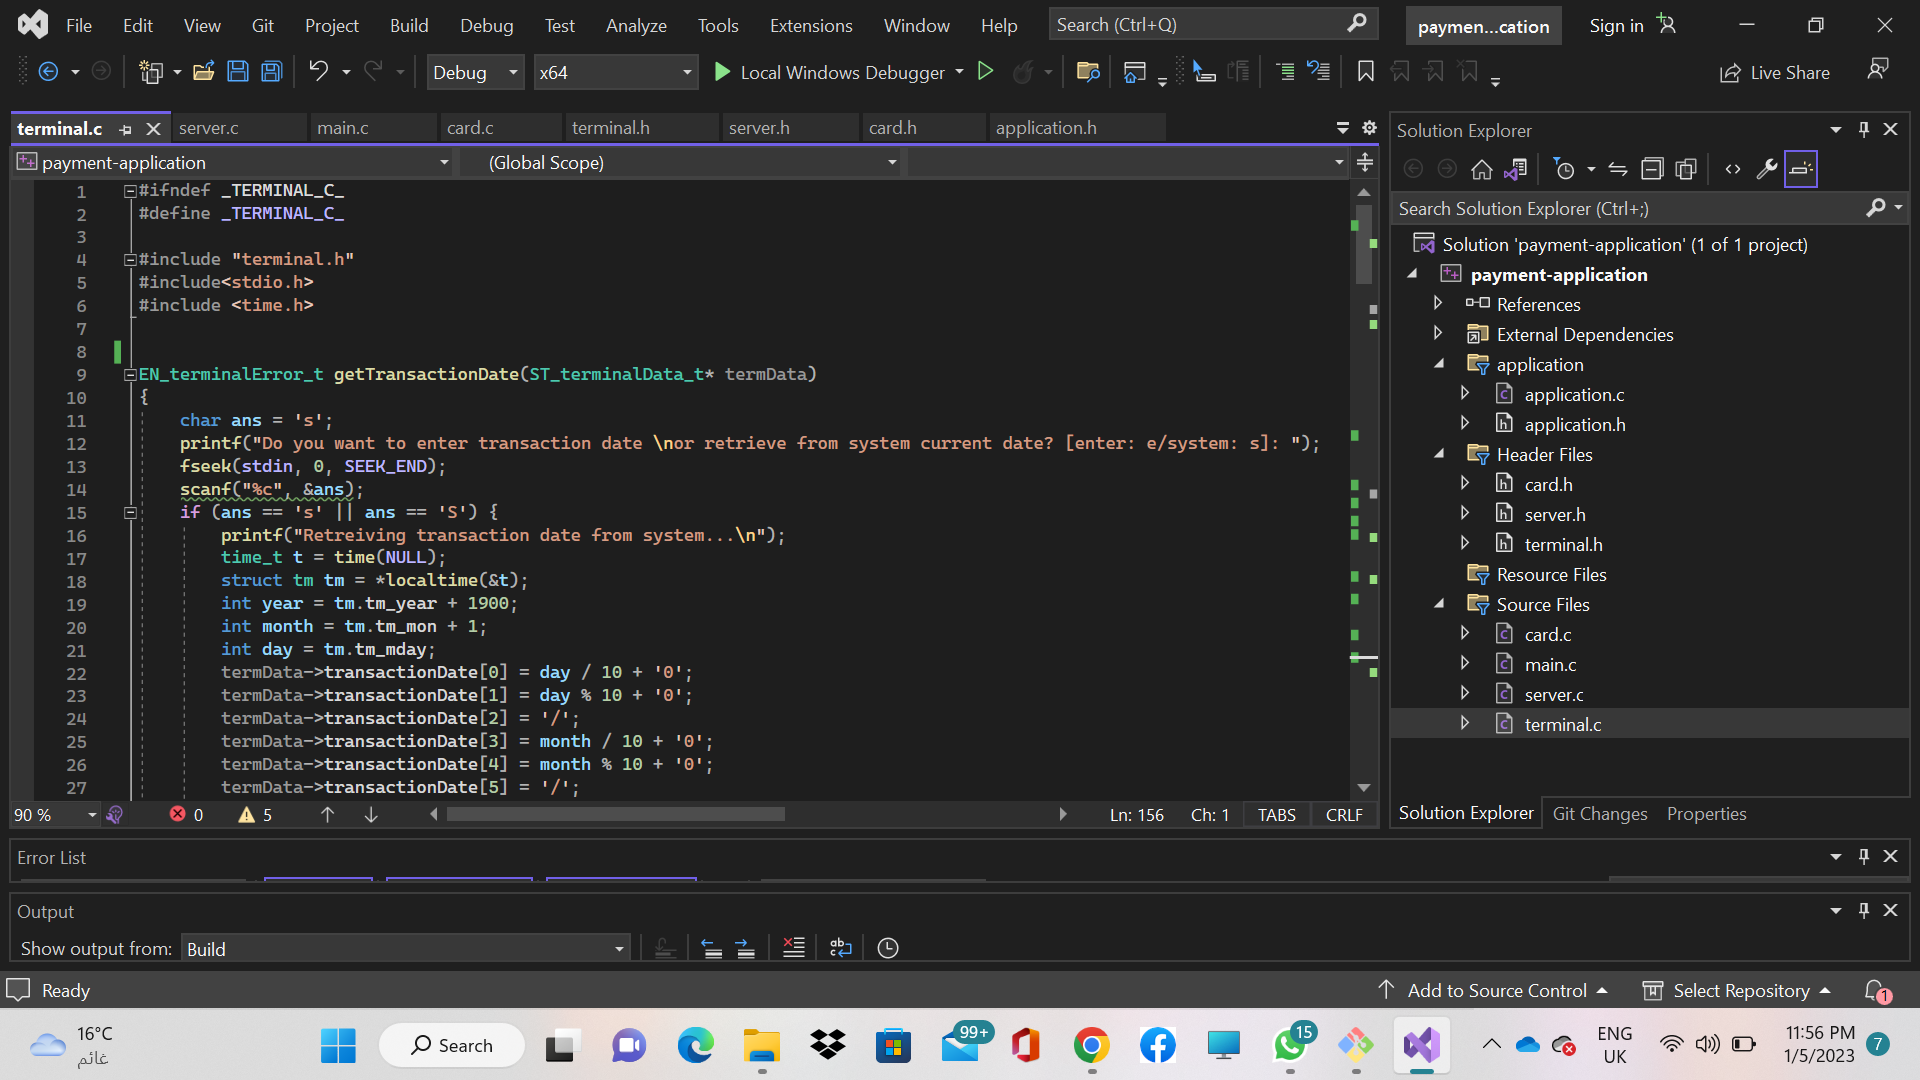 File Edit View Git Project Build Debug Test Analyze Tools Extensions Window Help Search (Ctrl+Q) paymen...cation Sign in
Debug x64 Local Windows Debugger Live Share
terminal.c server.c main.c card.c terminal.h server.h card.h application.h
payment-application (Global Scope)
1 #ifndef _TERMINAL_C_
2 #define _TERMINAL_C_
3
4 #include "terminal.h"
5 #include<stdio.h>
6 #include <time.h>
7
8
9 EN_terminalError_t getTransactionDate(ST_terminalData_t* termData)
10 {
11 char ans = 's';
12 printf("Do you want to enter transaction date \nor retrieve from system current date? [enter: e/system: s]: ");
13 fseek(stdin, 0, SEEK_END);
14 scanf("%c", &ans);
15 if (ans == 's' || ans == 'S') {
16 printf("Retreiving transaction date from system...\n");
17 time_t t = time(NULL);
18 struct tm tm = *localtime(&t);
19 int year = tm.tm_year + 1900;
20 int month = tm.tm_mon + 1;
21 int day = tm.tm_mday;
22 termData->transactionDate[0] = day / 10 + '0';
23 termData->transactionDate[1] = day % 10 + '0';
24 termData->transactionDate[2] = '/';
25 termData->transactionDate[3] = month / 10 + '0';
26 termData->transactionDate[4] = month % 10 + '0';
27 termData->transactionDate[5] = '/';
90 % 0 5 Ln: 156 Ch: 1 TABS CRLF
Solution Explorer
Search Solution Explorer (Ctrl+;)
Solution 'payment-application' (1 of 1 project)
payment-application
References
External Dependencies
application
application.c
application.h
Header Files
card.h
server.h
terminal.h
Resource Files
Source Files
card.c
main.c
server.c
terminal.c
Solution Explorer Git Changes Properties
Error List
Output
Show output from: Build
Ready Add to Source Control Select Repository 1
16°C
غائم
Search 99+ 15
ENG
UK
11:56 PM
1/5/2023
7